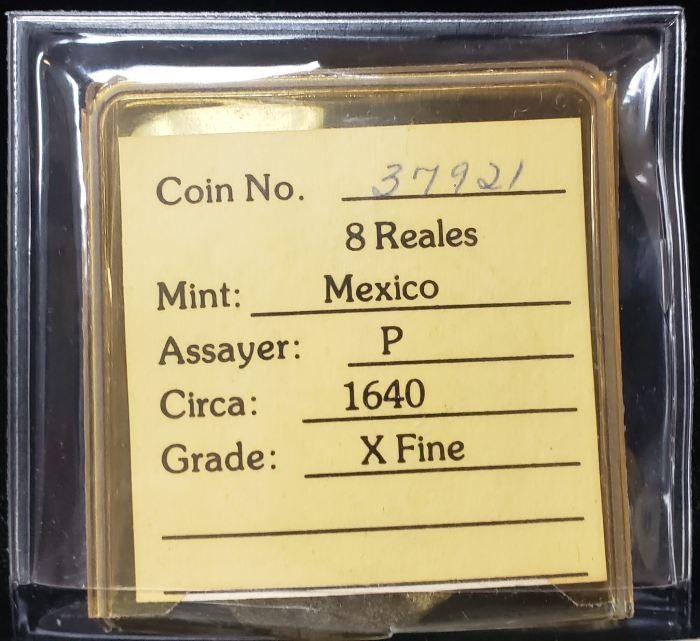 Coin No. 37921
8 Reales
Mint: Mexico
Assayer: P
Circa: 1640
Grade: X Fine